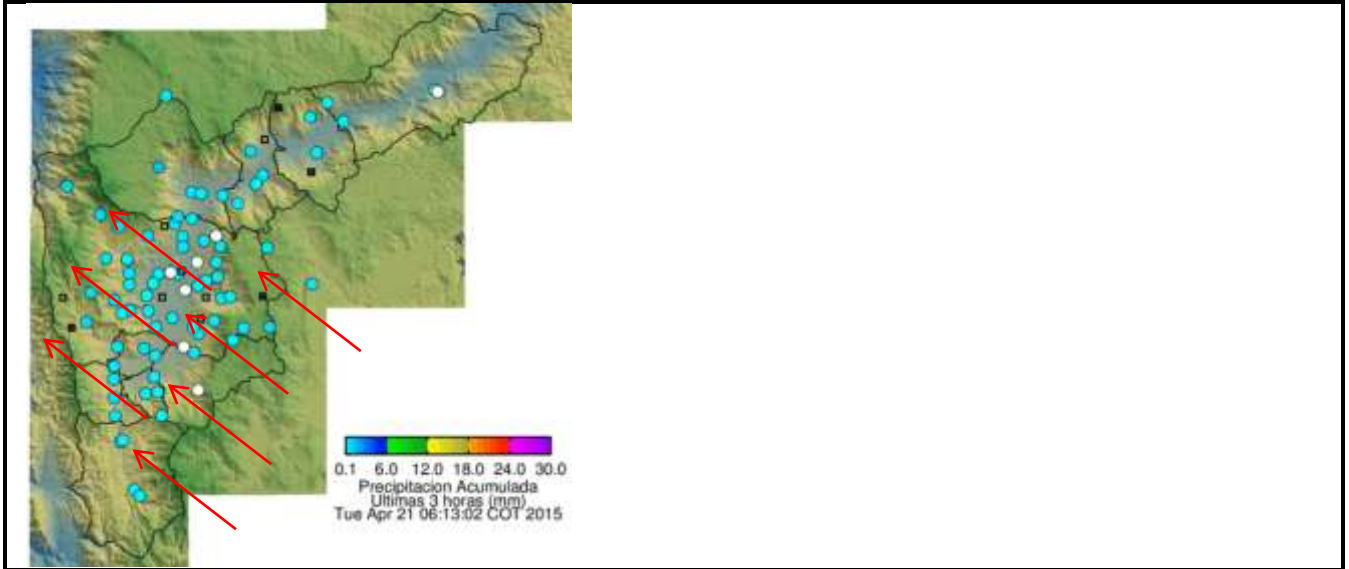 0.1 6.0 12.0 18.0 24.0 30.0
Precipitacion Acumulada
Ultimas 3 horas (mm)
Tue Apr 21 06:13:02 COT 2015